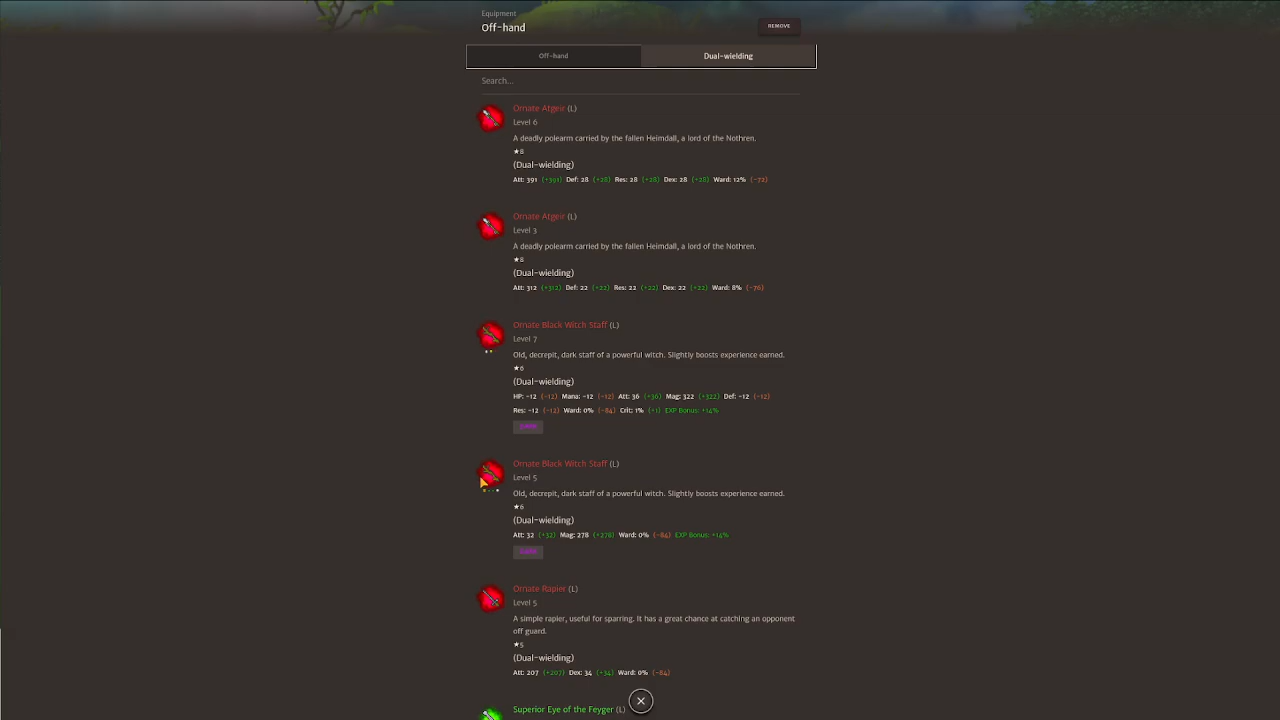 Equipment
Off-hand
REMOVE
Off-hand
Dual-wielding
Search...
Ornate Atgeir (L)
Level 6
A deadly polearm carried by the fallen Heimdall, a lord of the Nothren.
★8
(Dual-wielding)
Att: 391 (+391) Def: 28 (+28) Res: 28 (+28) Dex: 28 (+28) Ward: 12% (-72)
Ornate Atgeir (L)
Level 3
A deadly polearm carried by the fallen Heimdall, a lord of the Nothren.
★8
(Dual-wielding)
Att: 312 (+312) Def: 22 (+22) Res: 22 (+22) Dex: 22 (+22) Ward: 8% (-76)
Ornate Black Witch Staff (L)
Level 7
Old, decrepit, dark staff of a powerful witch. Slightly boosts experience earned.
★6
(Dual-wielding)
HP: -12 (-12) Mana: -12 (-12) Att: 36 (+36) Mag: 322 (+322) Def: -12 (-12)
Res: -12 (-12) Ward: 0% (-84) Crit: 1% (+1) EXP Bonus: +14%
Ornate Black Witch Staff (L)
Level 5
Old, decrepit, dark staff of a powerful witch. Slightly boosts experience earned.
★6
(Dual-wielding)
Att: 32 (+32) Mag: 278 (+278) Ward: 0% (-84) EXP Bonus: +14%
Ornate Rapier (L)
Level 5
A simple rapier, useful for sparring. It has a great chance at catching an opponent
off guard.
★5
(Dual-wielding)
Att: 207 (+207) Dex: 34 (+34) Ward: 0% (-84)
Superior Eye of the Feyger (L)